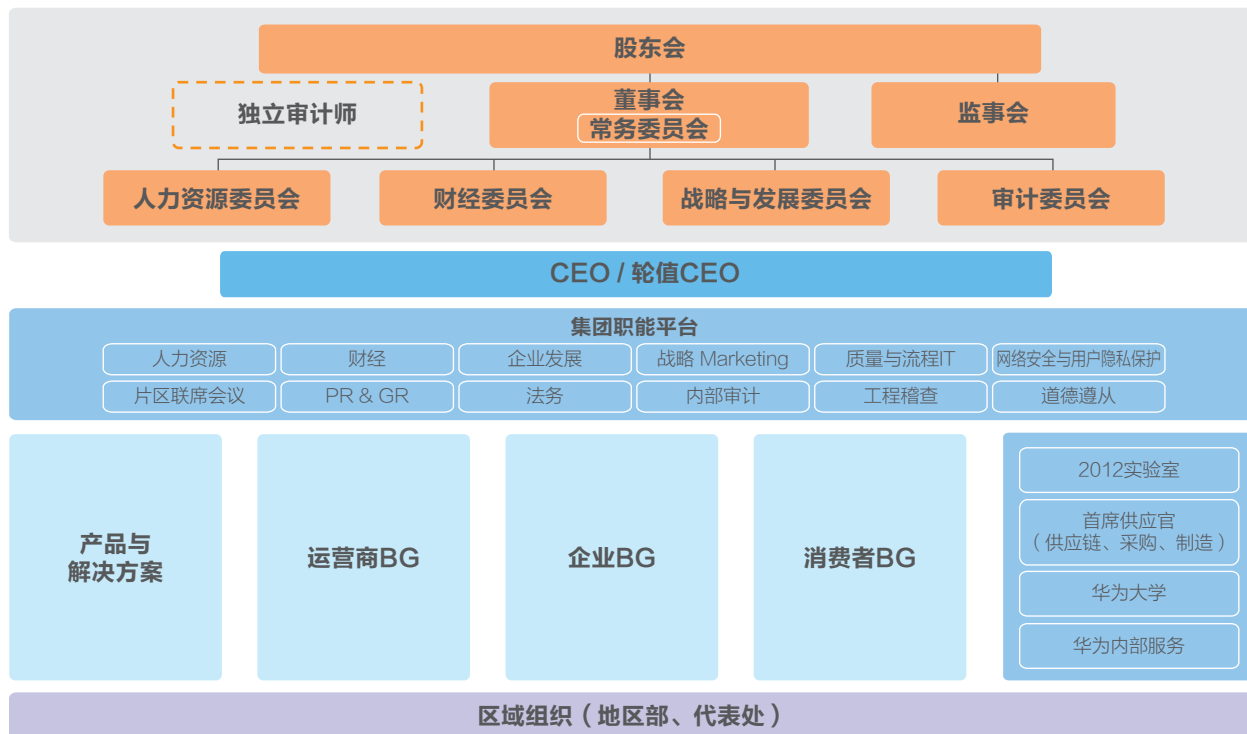 股东会
独立审计师
董事会
常务委员会
监事会
人力资源委员会
财经委员会
战略与发展委员会
审计委员会
CEO / 轮值CEO
集团职能平台
人力资源
财经
企业发展
战略 Marketing
质量与流程IT
网络安全与用户隐私保护
片区联席会议
PR & GR
法务
内部审计
工程稽查
道德遵从
产品与
解决方案
运营商BG
企业BG
消费者BG
2012实验室
首席供应官
（供应链、采购、制造）
华为大学
华为内部服务
区域组织（地区部、代表处）